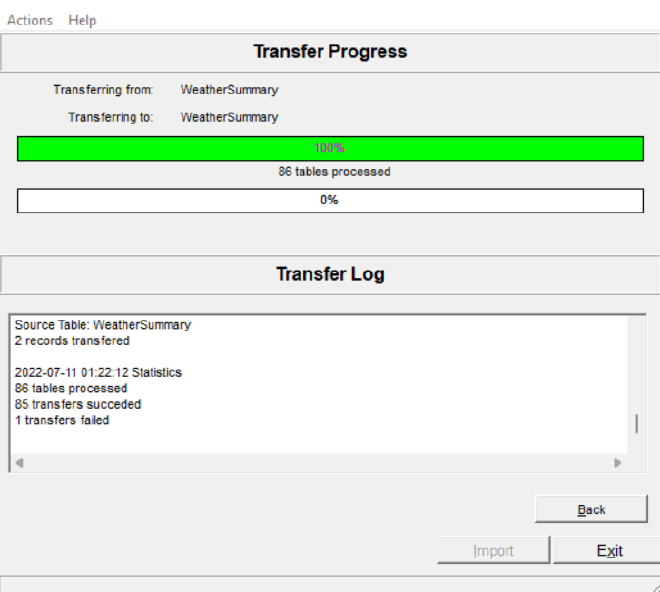 Actions Help
Transfer Progress
Transferring from: WeatherSummary
Transferring to: WeatherSummary
100%
86 tables processed
0%
Transfer Log
Source Table: WeatherSummary
2 records transfered
2022-07-11 01:22:12 Statistics
86 tables processed
85 transfers succeded
1 transfers failed
Back
Import Exit